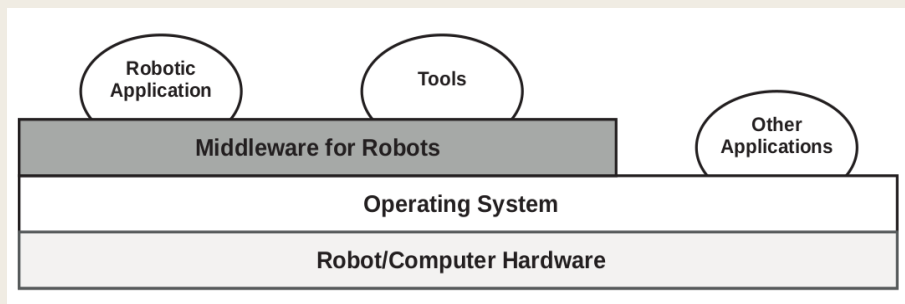 Robotic
Application
Tools
Other
Applications
Middleware for Robots
Operating System
Robot/Computer Hardware